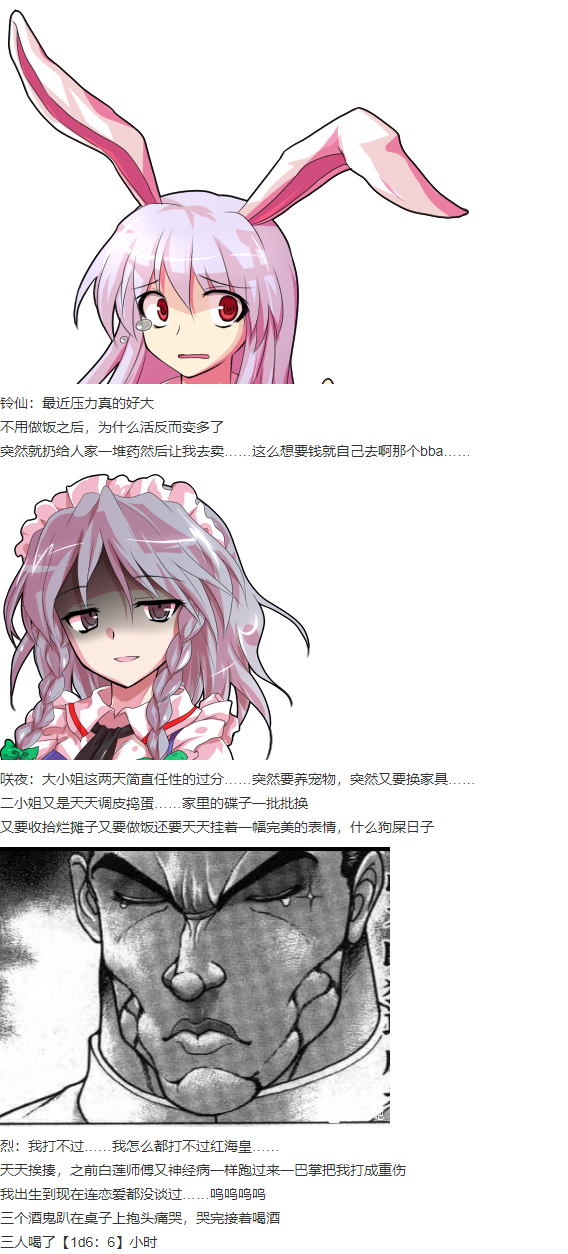 铃仙：最近压力真的好大
不用做饭之后，为什么活反而变多了
突然就扔给人家一堆药然后让我去卖……这么想要钱就自己去啊那个bba……
咲夜：大小姐这两天简直任性的过分……突然要养宠物，突然又要换家具……
二小姐又是天天调皮捣蛋……家里的碟子一批批换
又要收拾烂摊子又要做饭还要天天挂着一幅完美的表情，什么狗屎日子
烈：我打不过……我怎么都打不过红海皇……
天天挨揍，之前白莲师傅又神经病一样跑过来一巴掌把我打成重伤
我出生到现在连恋爱都没谈过……呜呜呜呜
三个酒鬼趴在桌子上抱头痛哭，哭完接着喝酒
三人喝了【1d6：6】小时